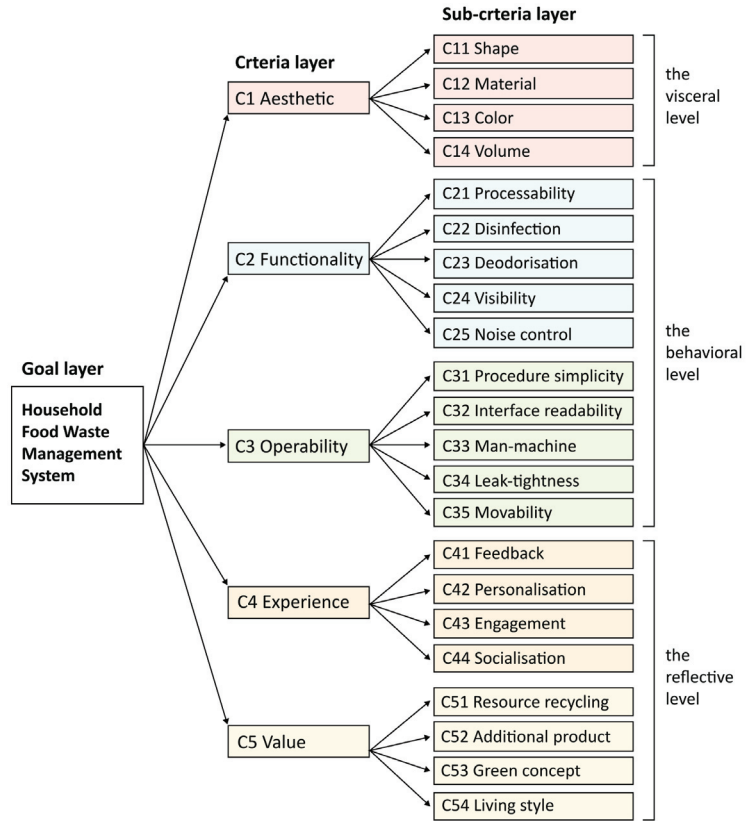 Sub-crteria layer
Crteria layer
Goal layer
Household
Food Waste
Management
System
C1 Aesthetic
C2 Functionality
C3 Operability
C4 Experience
C5 Value
C11 Shape
C12 Material
C13 Color
C14 Volume
C21 Processability
C22 Disinfection
C23 Deodorisation
C24 Visibility
C25 Noise control
C31 Procedure simplicity
C32 Interface readability
C33 Man-machine
C34 Leak-tightness
C35 Movability
C41 Feedback
C42 Personalisation
C43 Engagement
C44 Socialisation
C51 Resource recycling
C52 Additional product
C53 Green concept
C54 Living style
the
visceral
level
the
behavioral
level
the
reflective
level